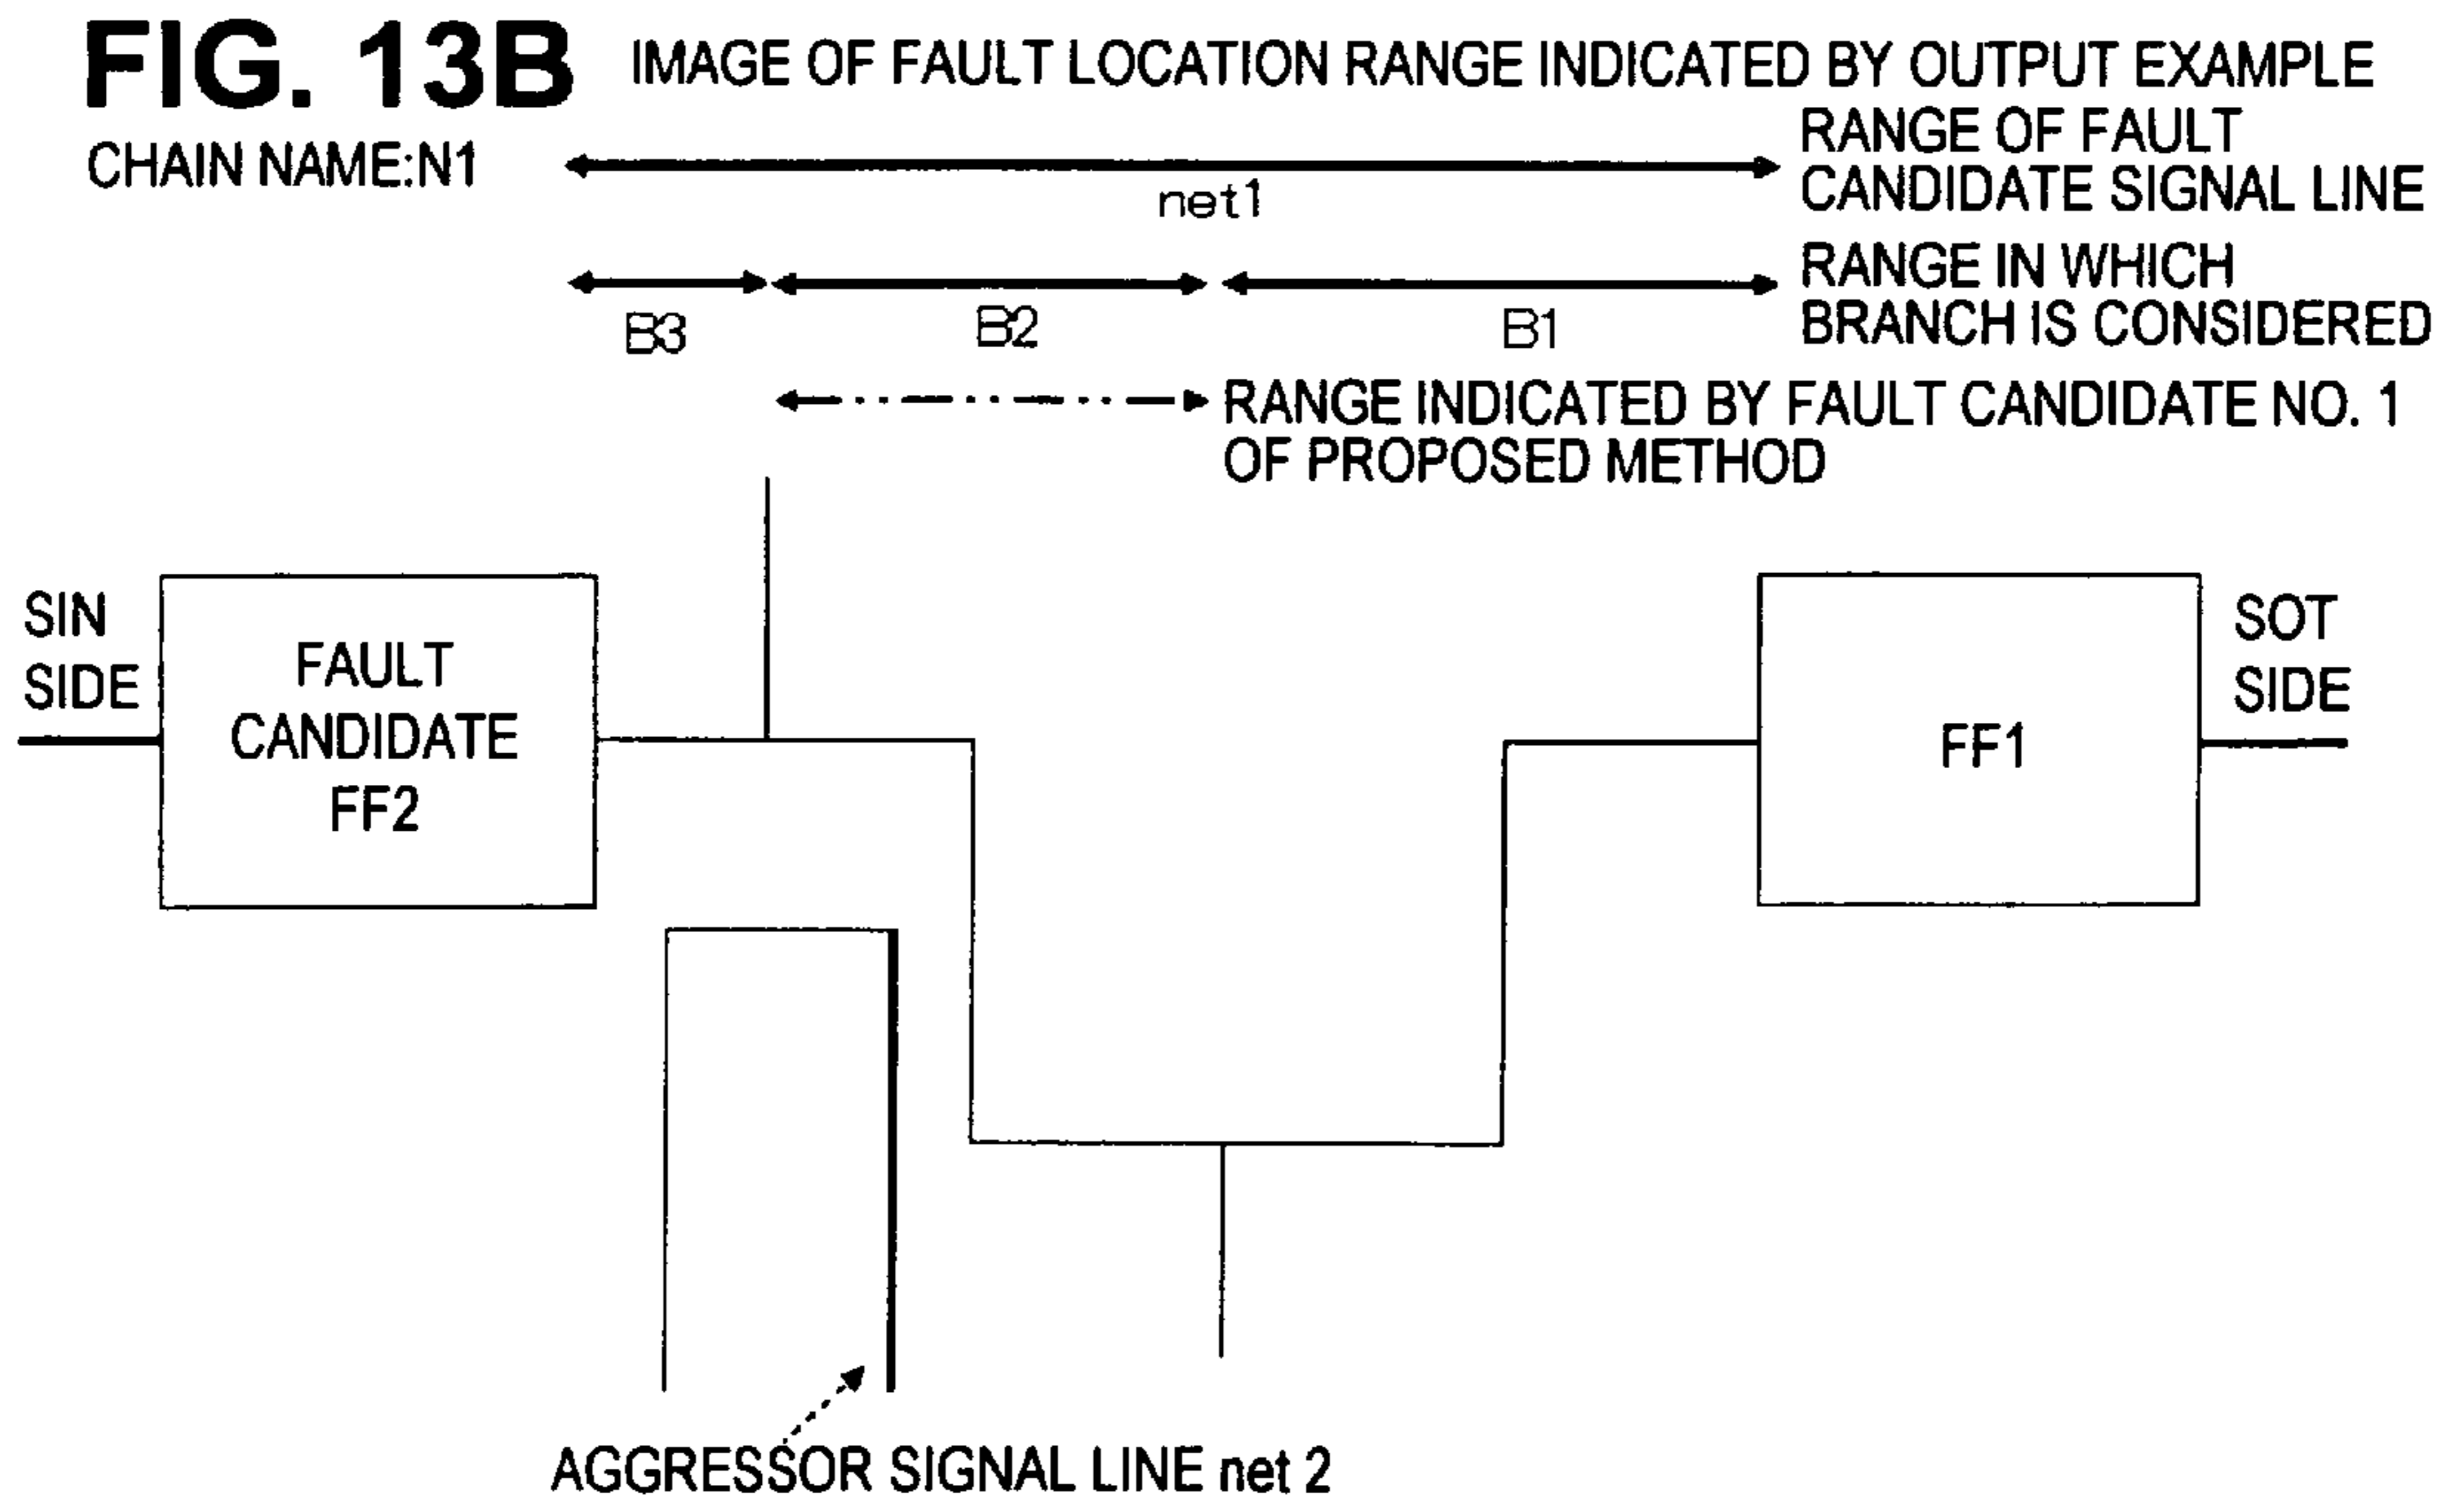 FIG. 13B
IMAGE OF FAULT LOCATION RANGE INDICATED BY OUTPUT EXAMPLE
CHAIN NAME:N1
RANGE OF FAULT
CANDIDATE SIGNAL LINE
net1
RANGE IN WHICH
BRANCH IS CONSIDERED
B3
B2
B1
RANGE INDICATED BY FAULT CANDIDATE NO. 1
OF PROPOSED METHOD
SIN
SIDE
FAULT
CANDIDATE
FF2
FF1
SOT
SIDE
AGGRESSOR SIGNAL LINE net 2